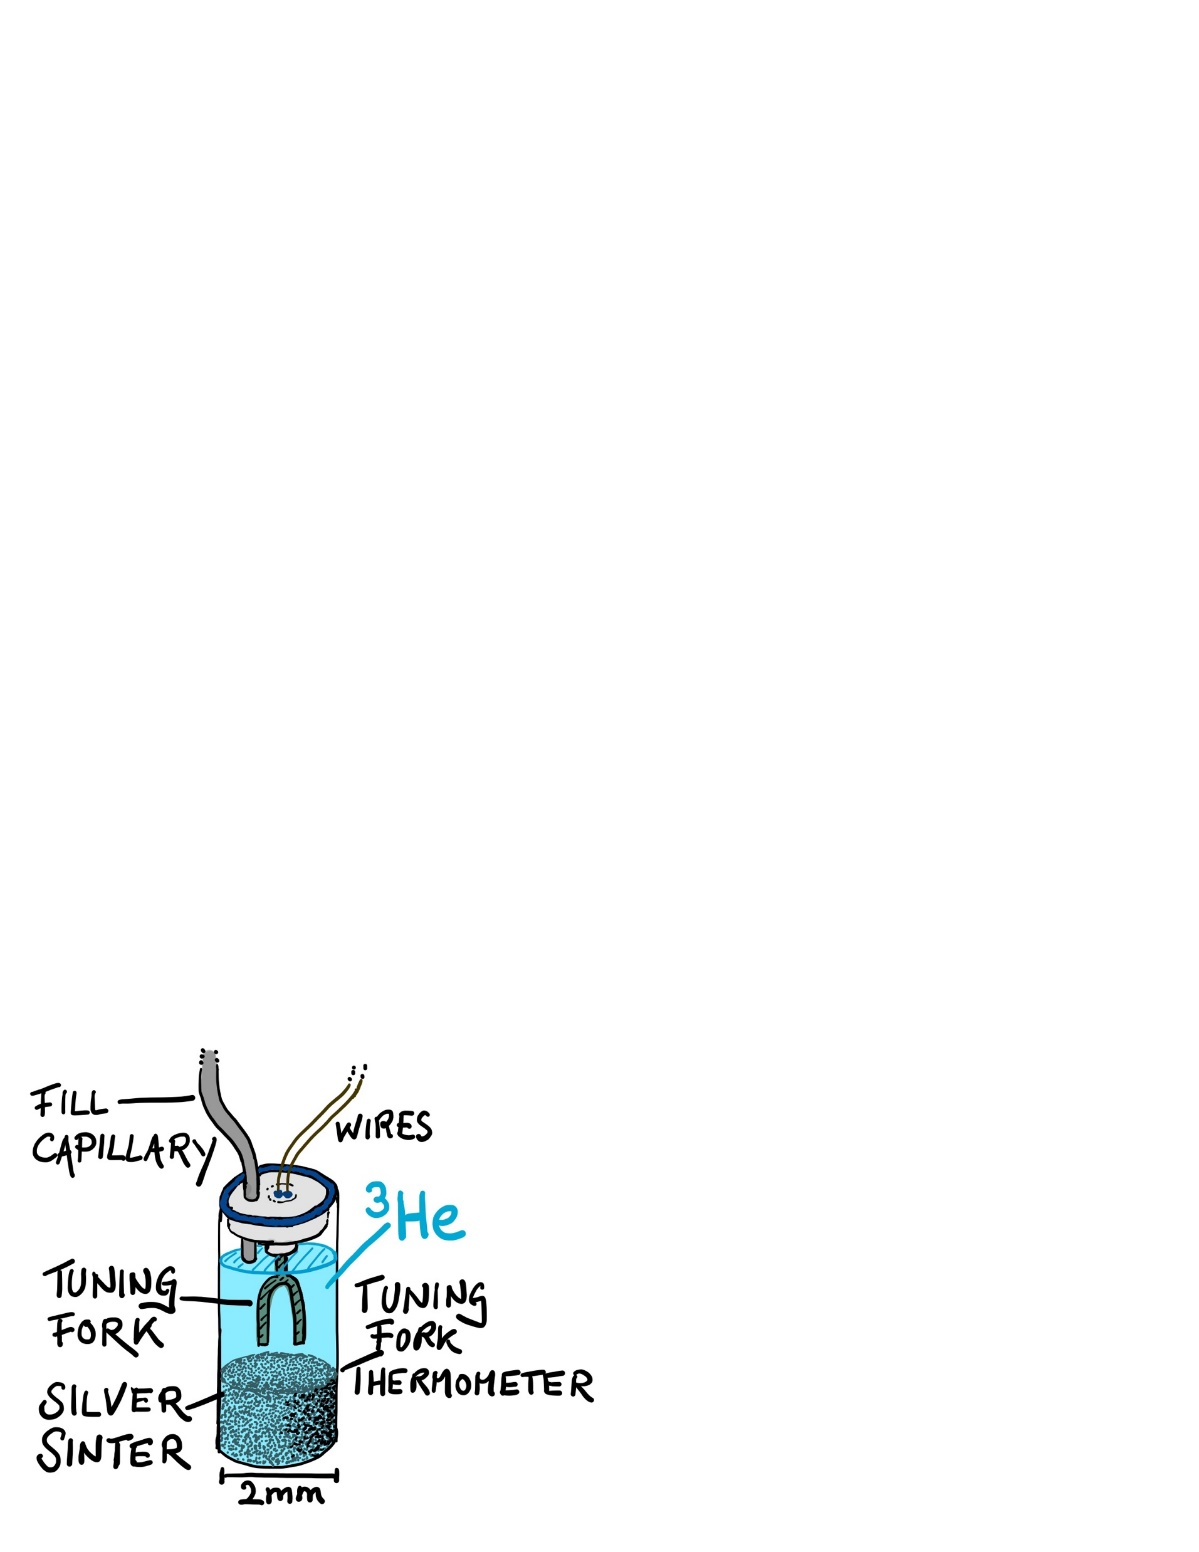 FILL
CAPILLARY
WIRES
³He
TUNING
FORK
TUNING
FORK
THERMOMETER
SILVER
SINTER
2mm